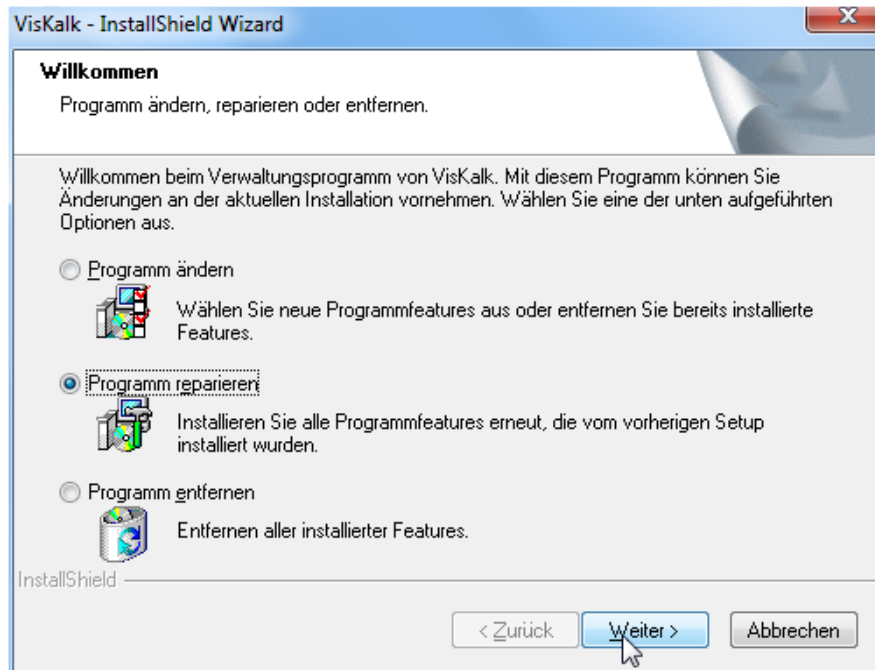 VisKalk - InstallShield Wizard
Willkommen
Programm ändern, reparieren oder entfernen.
Willkommen beim Verwaltungsprogramm von VisKalk. Mit diesem Programm können Sie
Änderungen an der aktuellen Installation vornehmen. Wählen Sie eine der unten aufgeführten
Optionen aus.
Programm ändern
Wählen Sie neue Programmfeatures aus oder entfernen Sie bereits installierte
Features.
Programm reparieren
Installieren Sie alle Programmfeatures erneut, die vom vorherigen Setup
installiert wurden.
Programm entfernen
Entfernen aller installierter Features.
InstallShield
< Zurück Weiter > Abbrechen